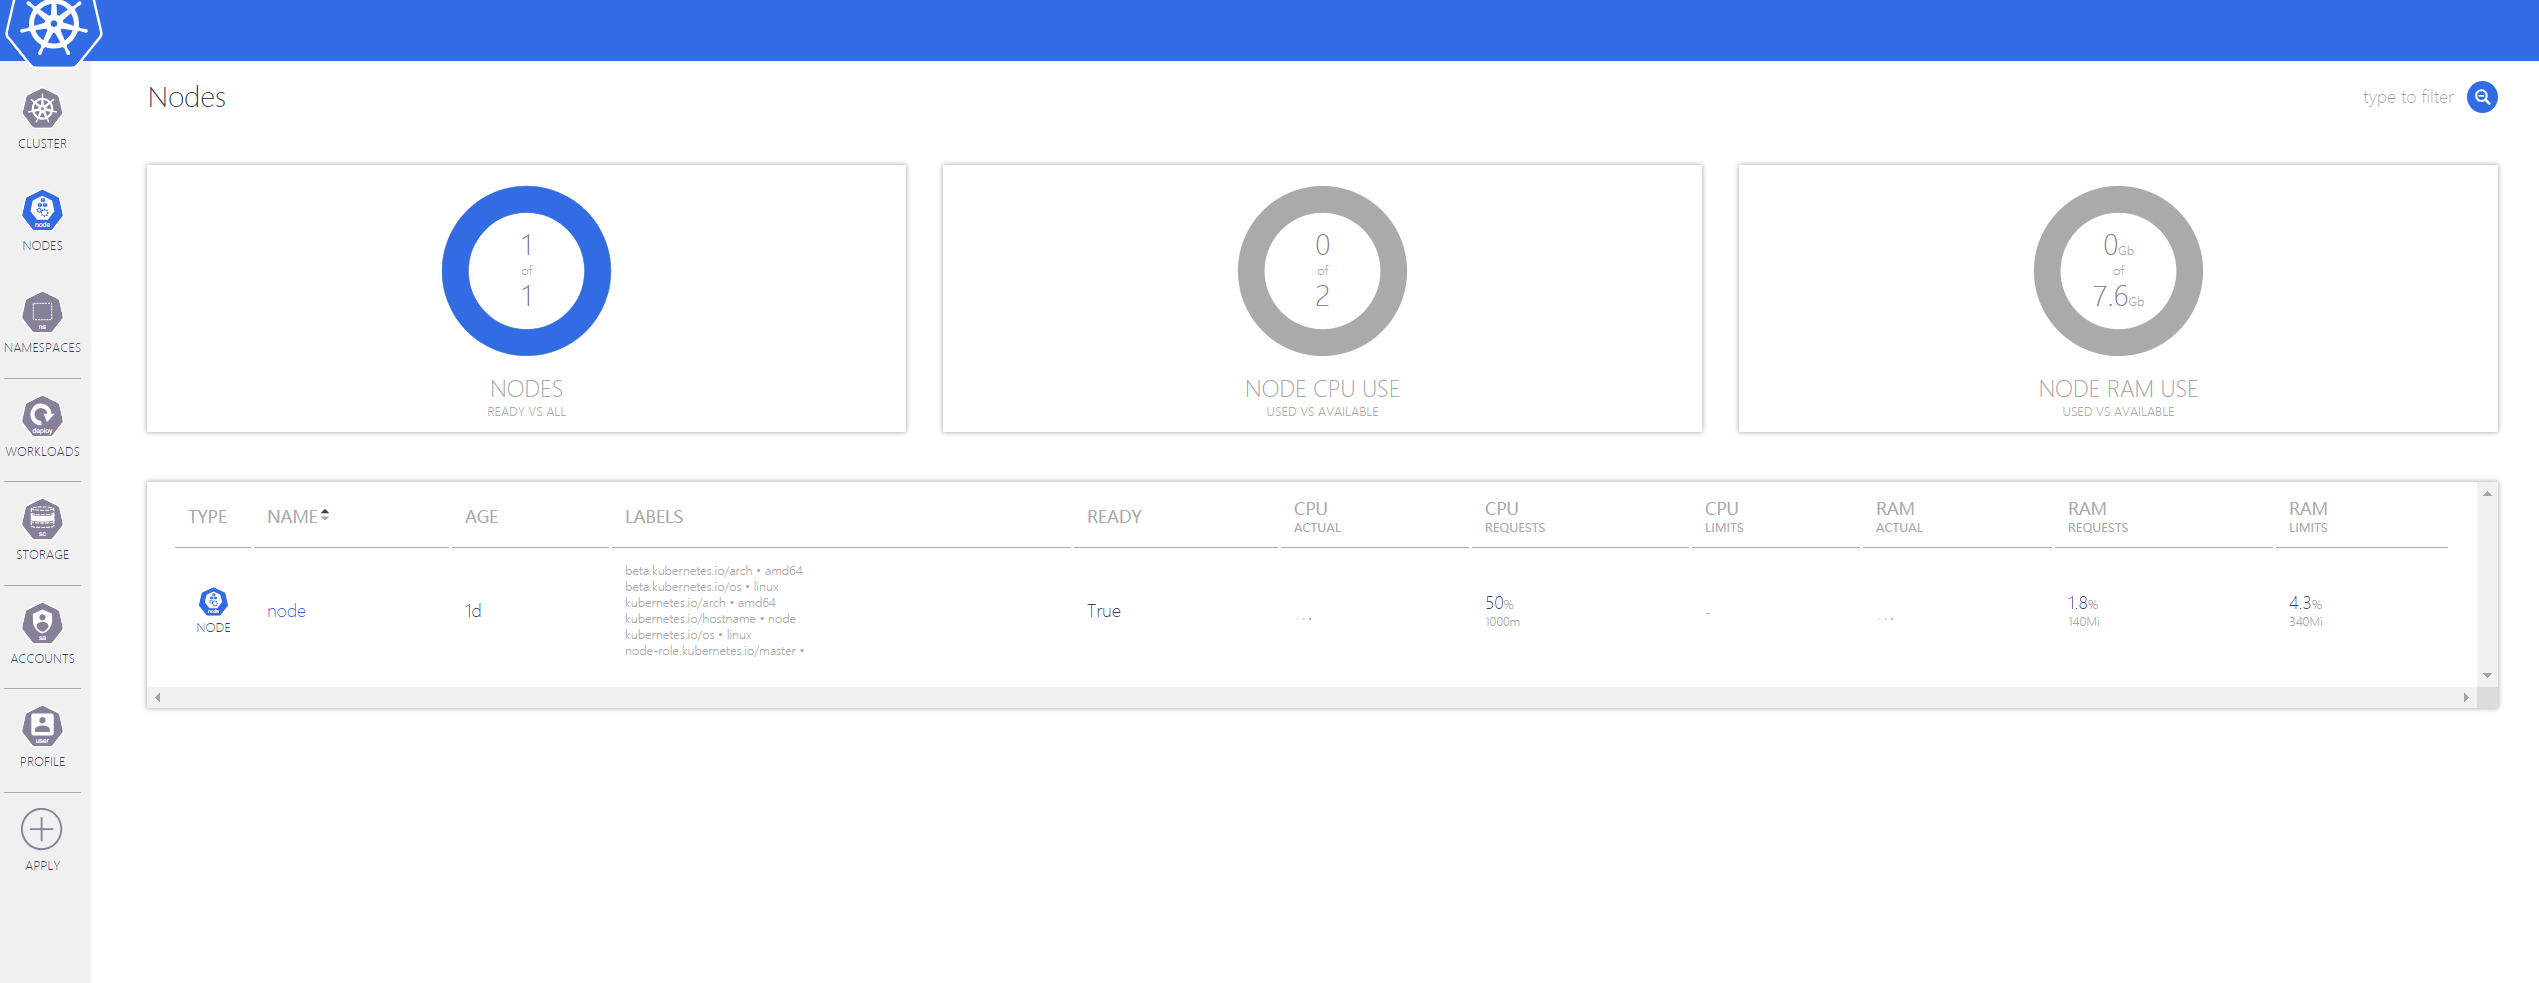 Nodes
type to filter
CLUSTER
node
NODES
ns
NAMESPACES
deploy
WORKLOADS
sc
STORAGE
sa
ACCOUNTS
user
PROFILE
APPLY
1
of
1
NODES
READY VS ALL
0
of
2
NODE CPU USE
USED VS AVAILABLE
0Gb
of
7.6Gb
NODE RAM USE
USED VS AVAILABLE
TYPE NAME AGE LABELS READY CPU ACTUAL CPU REQUESTS CPU LIMITS RAM ACTUAL RAM REQUESTS RAM LIMITS
node
NODE
node
1d
beta.kubernetes.io/arch • amd64
beta.kubernetes.io/os • linux
kubernetes.io/arch • amd64
kubernetes.io/hostname • node
kubernetes.io/os • linux
node-role.kubernetes.io/master •
True
...
50%
1000m
-
...
1.8%
140Mi
4.3%
340Mi